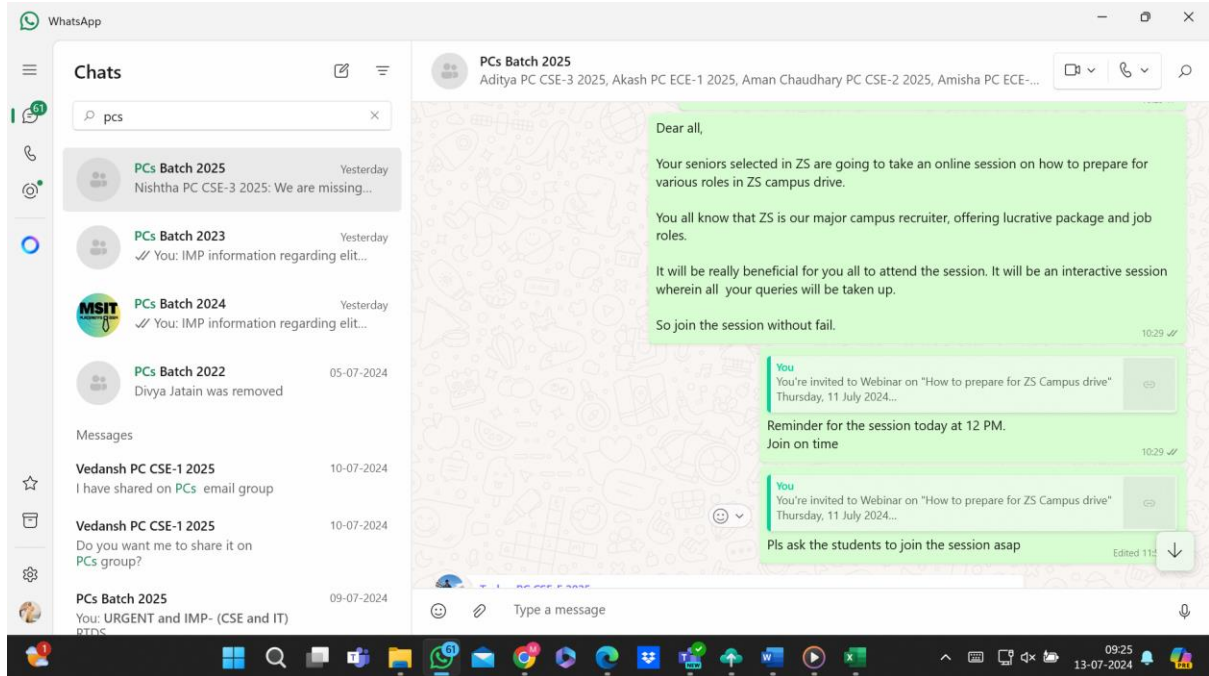 WhatsApp
Chats
61
pcs
PCs Batch 2025
Yesterday
Nishtha PC CSE-3 2025: We are missing...
PCs Batch 2023
Yesterday
You: IMP information regarding elit...
MSIT
PCs Batch 2024
Yesterday
You: IMP information regarding elit...
PCs Batch 2022
05-07-2024
Divya Jatain was removed
Messages
Vedansh PC CSE-1 2025
10-07-2024
I have shared on PCs email group
Vedansh PC CSE-1 2025
10-07-2024
Do you want me to share it on
PCs group?
PCs Batch 2025
09-07-2024
You: URGENT and IMP- (CSE and IT)
RTDS
PCs Batch 2025
Aditya PC CSE-3 2025, Akash PC ECE-1 2025, Aman Chaudhary PC CSE-2 2025, Amisha PC ECE-...
Dear all,
Your seniors selected in ZS are going to take an online session on how to prepare for
various roles in ZS campus drive.
You all know that ZS is our major campus recruiter, offering lucrative package and job
roles.
It will be really beneficial for you all to attend the session. It will be an interactive session
wherein all your queries will be taken up.
So join the session without fail.
10:29
You
You're invited to Webinar on "How to prepare for ZS Campus drive"
Thursday, 11 July 2024...
Reminder for the session today at 12 PM.
Join on time
10:29
You
You're invited to Webinar on "How to prepare for ZS Campus drive"
Thursday, 11 July 2024...
Pls ask the students to join the session asap
Edited
PC CSE-5 2025
Type a message
1
61
NEW
09:25
13-07-2024
PRE